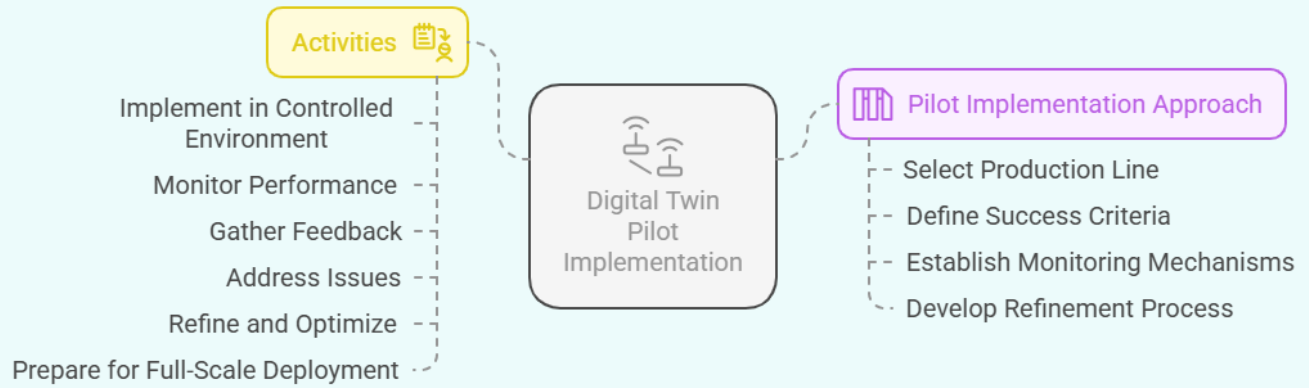 Activities
Implement in Controlled
Environment
Monitor Performance
Gather Feedback
Address Issues
Refine and Optimize
Prepare for Full-Scale Deployment
Digital Twin
Pilot
Implementation
Pilot Implementation Approach
Select Production Line
Define Success Criteria
Establish Monitoring Mechanisms
Develop Refinement Process